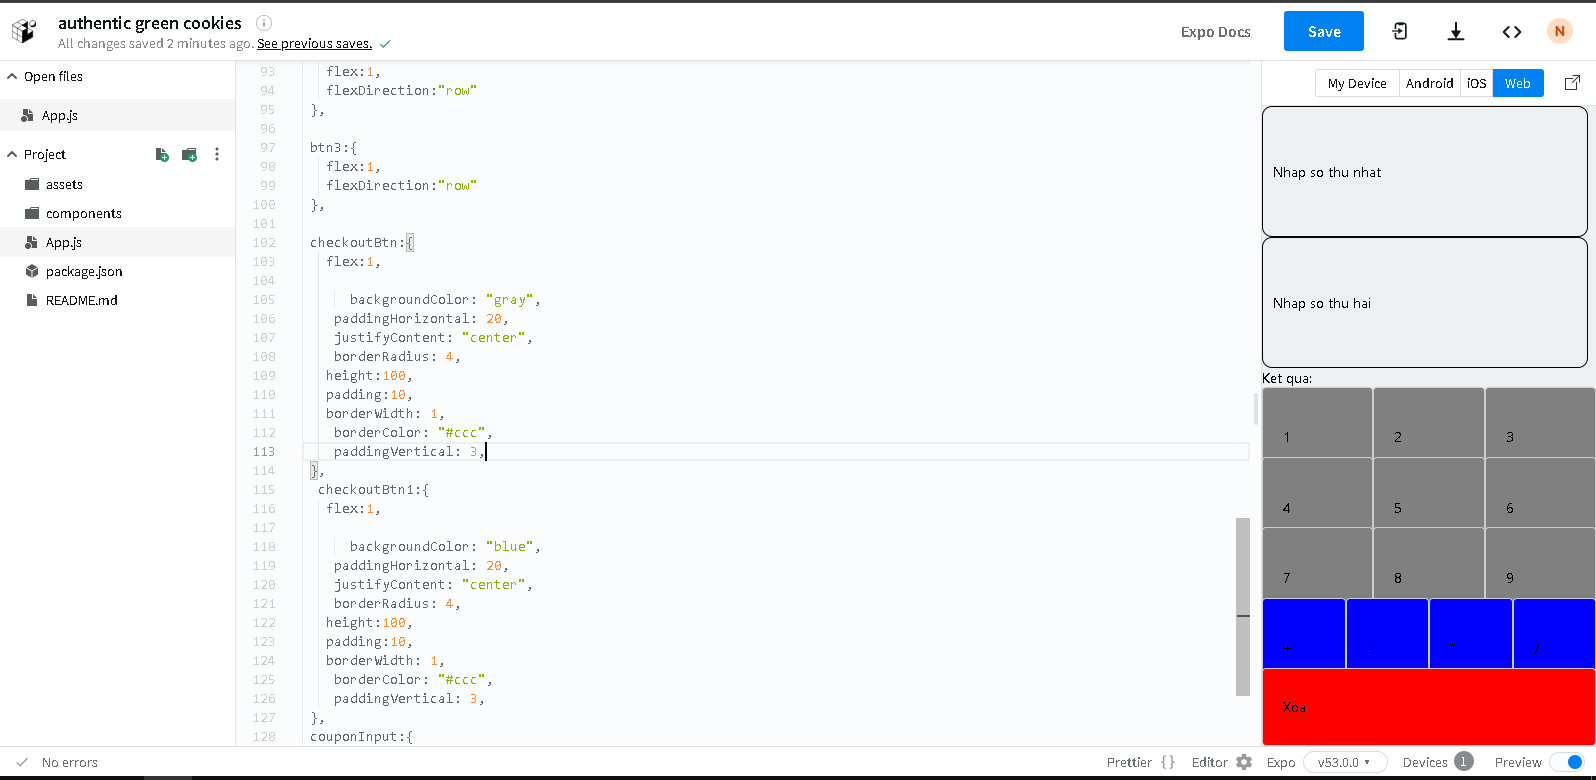 authentic green cookies
All changes saved 2 minutes ago. See previous saves.
Expo Docs
Save
N
Open files
App.js
Project
assets
components
App.js
package.json
README.md
93 flex:1,
94 flexDirection:"row"
95 },
96
97 btn3:{
98 flex:1,
99 flexDirection:"row"
100 },
101
102 checkoutBtn:{
103 flex:1,
104
105 backgroundColor: "gray",
106 paddingHorizontal: 20,
107 justifyContent: "center",
108 borderRadius: 4,
109 height:100,
110 padding:10,
111 borderWidth: 1,
112 borderColor: "#ccc",
113 paddingVertical: 3,
114 },
115 checkoutBtn1:{
116 flex:1,
117
118 backgroundColor: "blue",
119 paddingHorizontal: 20,
120 justifyContent: "center",
121 borderRadius: 4,
122 height:100,
123 padding:10,
124 borderWidth: 1,
125 borderColor: "#ccc",
126 paddingVertical: 3,
127 },
128 couponInput:{
My Device Android iOS Web
Nhap so thu nhat
Nhap so thu hai
Ket qua:
1 2 3
4 5 6
7 8 9
+ - * /
Xoa
No errors
Prettier {} Editor Expo v53.0.0 Devices 1 Preview